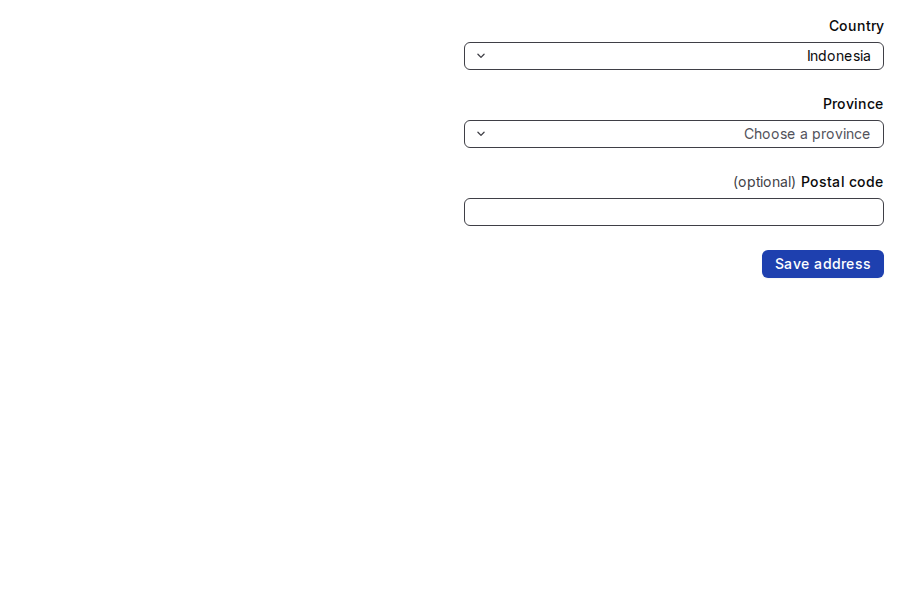 Country
Indonesia
Province
Choose a province
Postal code (optional)
Save address